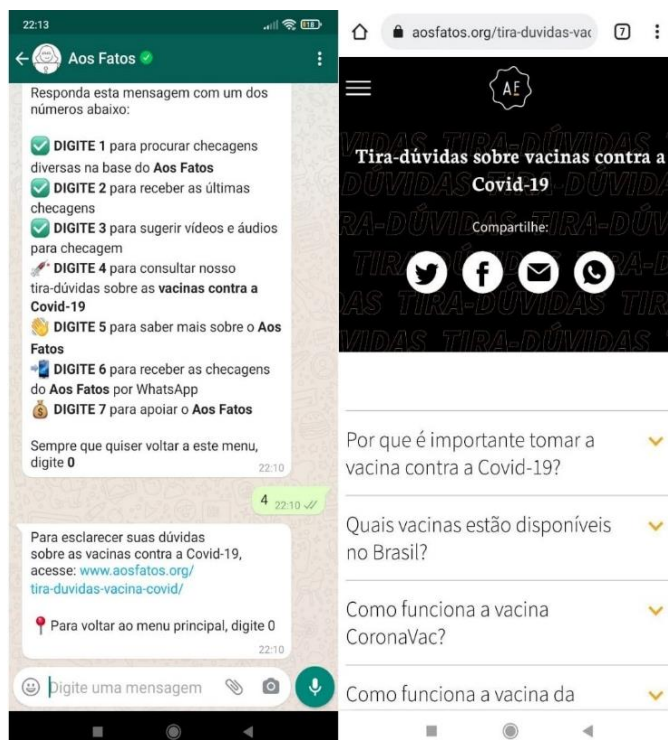 22:13
Aos Fatos
Responda esta mensagem com um dos
números abaixo:
DIGITE 1 para procurar checagens
diversas na base do Aos Fatos
DIGITE 2 para receber as últimas
checagens
DIGITE 3 para sugerir vídeos e áudios
para checagem
DIGITE 4 para consultar nosso
tira-dúvidas sobre as vacinas contra a
Covid-19
DIGITE 5 para saber mais sobre o Aos
Fatos
DIGITE 6 para receber as checagens
do Aos Fatos por WhatsApp
DIGITE 7 para apoiar o Aos Fatos
Sempre que quiser voltar a este menu,
digite 0
22:10
4 22:10
Para esclarecer suas dúvidas
sobre as vacinas contra a Covid-19,
acesse: www.aosfatos.org/
tira-duvidas-vacina-covid/
Para voltar ao menu principal, digite 0
22:10
Digite uma mensagem
aosfatos.org/tira-duvidas-vac
7
AF
Tira-dúvidas sobre vacinas contra a
Covid-19
Compartilhe:
Por que é importante tomar a
vacina contra a Covid-19?
Quais vacinas estão disponíveis
no Brasil?
Como funciona a vacina
CoronaVac?
Como funciona a vacina da